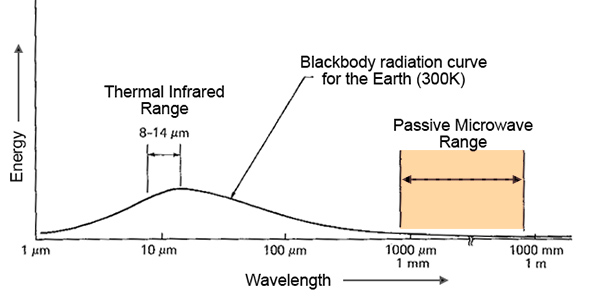 Blackbody radiation curve
for the Earth (300K)
Thermal Infrared
Range
8-14 µm
Passive Microwave
Range
Energy
1 µm
10 µm
100 µm
1000 µm
1 mm
1000 mm
1 m
Wavelength